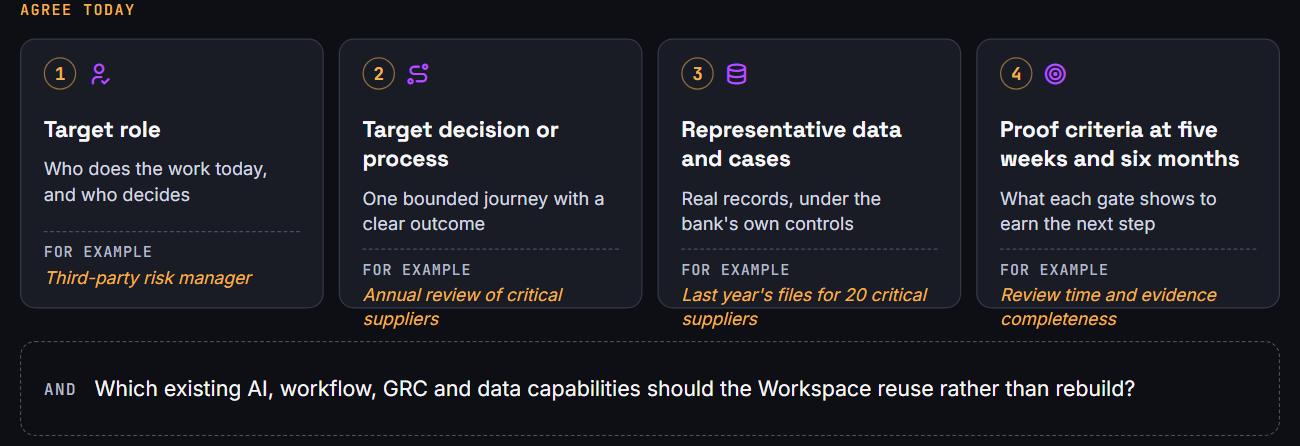 AGREE TODAY
1
Target role
Who does the work today,
and who decides
FOR EXAMPLE
Third-party risk manager
2
Target decision or
process
One bounded journey with a
clear outcome
FOR EXAMPLE
Annual review of critical
suppliers
3
Representative data
and cases
Real records, under the
bank's own controls
FOR EXAMPLE
Last year's files for 20 critical
suppliers
4
Proof criteria at five
weeks and six months
What each gate shows to
earn the next step
FOR EXAMPLE
Review time and evidence
completeness
AND Which existing AI, workflow, GRC and data capabilities should the Workspace reuse rather than rebuild?